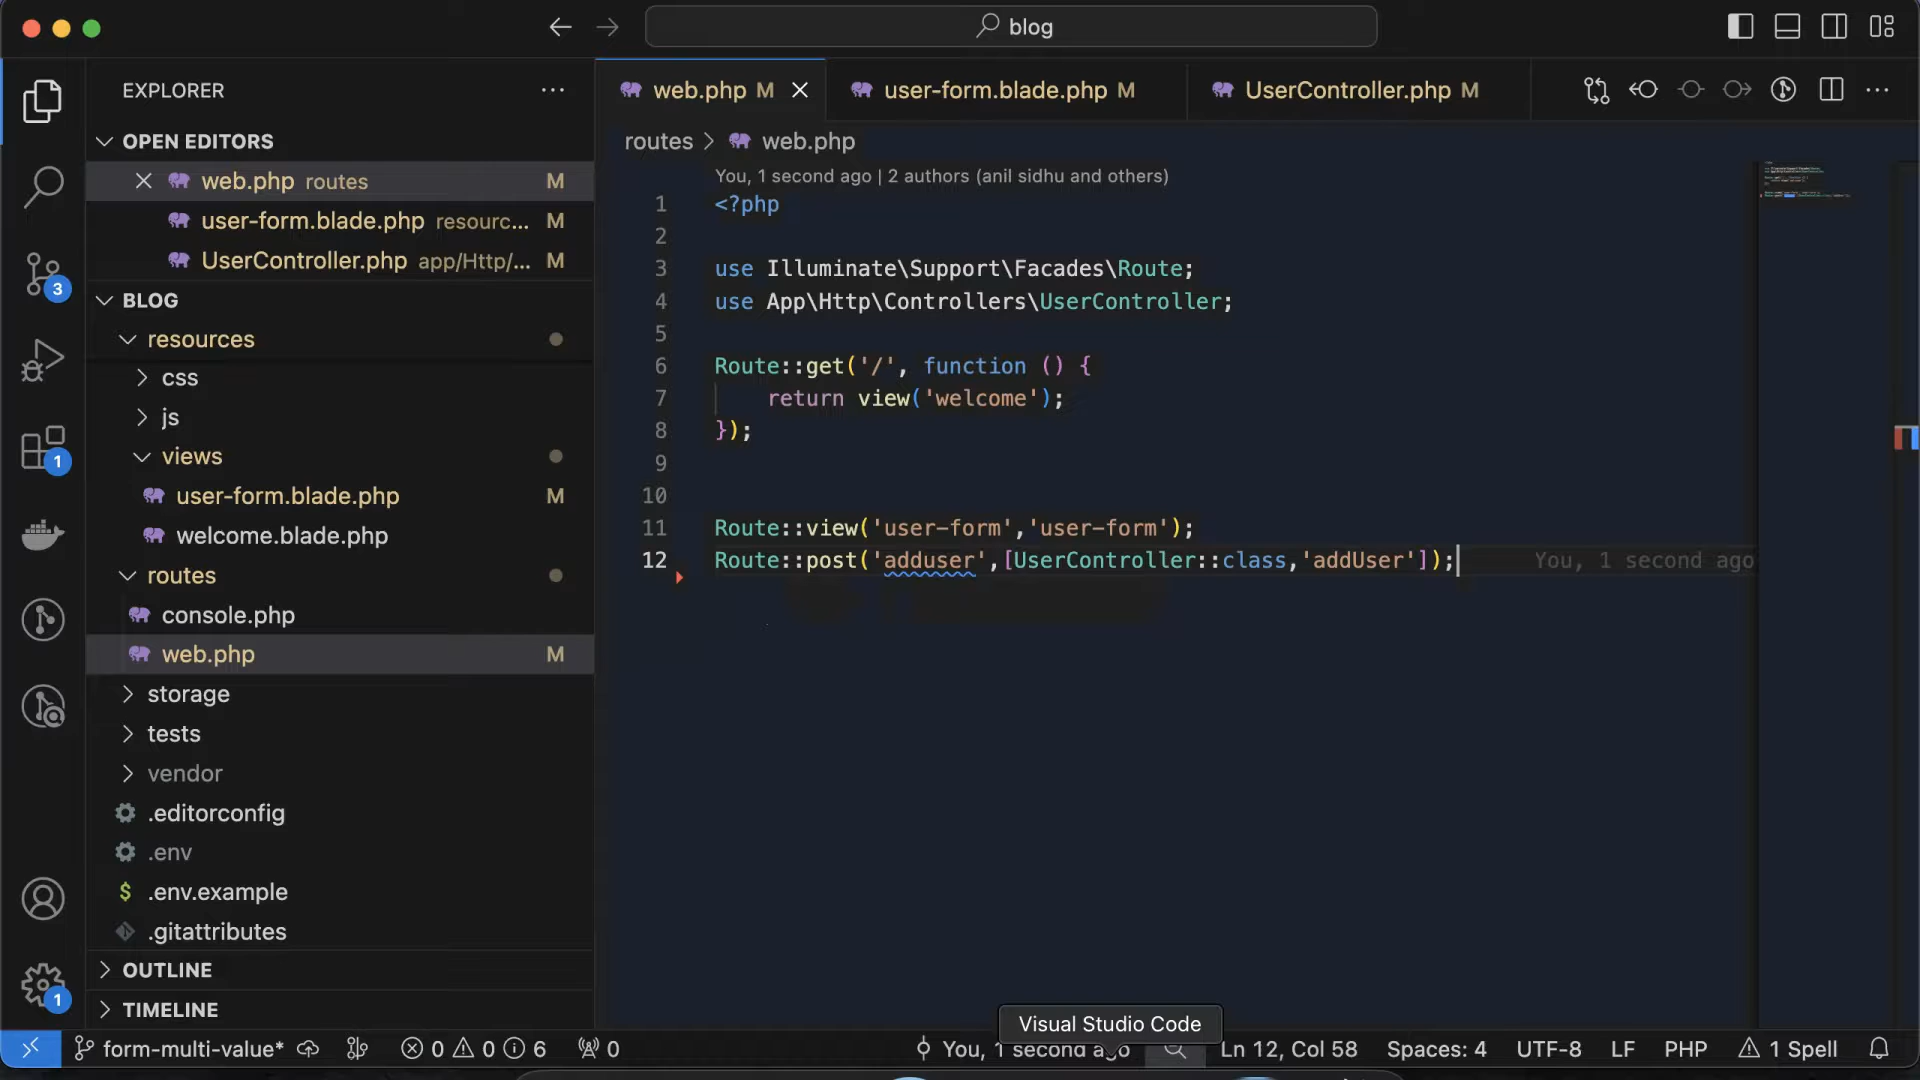 blog
EXPLORER
web.php M
user-form.blade.php M
UserController.php M
OPEN EDITORS
routes > web.php
web.php routes M
user-form.blade.php resourc... M
UserController.php app/Http/... M
BLOG
resources
css
js
views
user-form.blade.php M
welcome.blade.php
routes
console.php
web.php M
storage
tests
vendor
.editorconfig
.env
.env.example
.gitattributes
OUTLINE
TIMELINE
3
1
1
You, 1 second ago | 2 authors (anil sidhu and others)
1 <?php
2
3 use Illuminate\Support\Facades\Route;
4 use App\Http\Controllers\UserController;
5
6 Route::get('/', function () {
7 return view('welcome');
8 });
9
10
11 Route::view('user-form','user-form');
12 Route::post('adduser',[UserController::class,'addUser']); You, 1 second ago
Visual Studio Code
form-multi-value* 0 0 6 0 You, 1 second ago Ln 12, Col 58 Spaces: 4 UTF-8 LF PHP 1 Spell